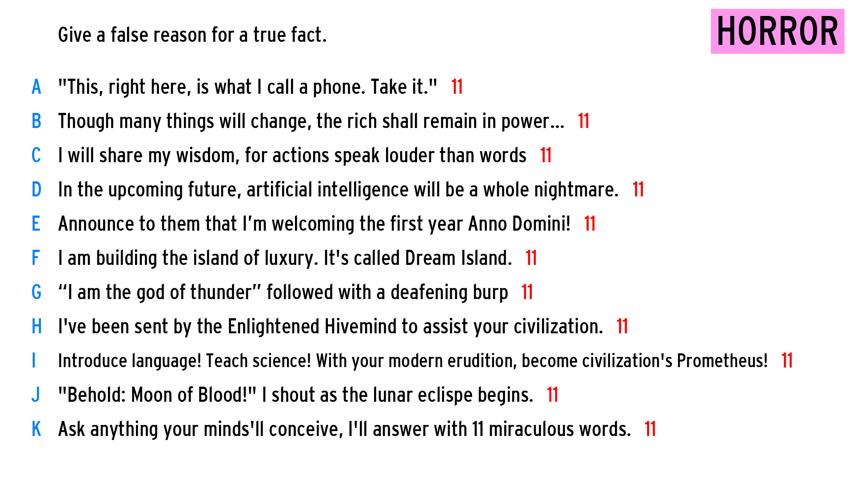 Give a false reason for a true fact.
HORROR
A "This, right here, is what I call a phone. Take it." 11
B Though many things will change, the rich shall remain in power... 11
C I will share my wisdom, for actions speak louder than words 11
D In the upcoming future, artificial intelligence will be a whole nightmare. 11
E Announce to them that I'm welcoming the first year Anno Domini! 11
F I am building the island of luxury. It's called Dream Island. 11
G “I am the god of thunder” followed with a deafening burp 11
H I've been sent by the Enlightened Hivemind to assist your civilization. 11
I Introduce language! Teach science! With your modern erudition, become civilization's Prometheus! 11
J "Behold: Moon of Blood!" I shout as the lunar eclispe begins. 11
K Ask anything your minds'll conceive, I'll answer with 11 miraculous words. 11